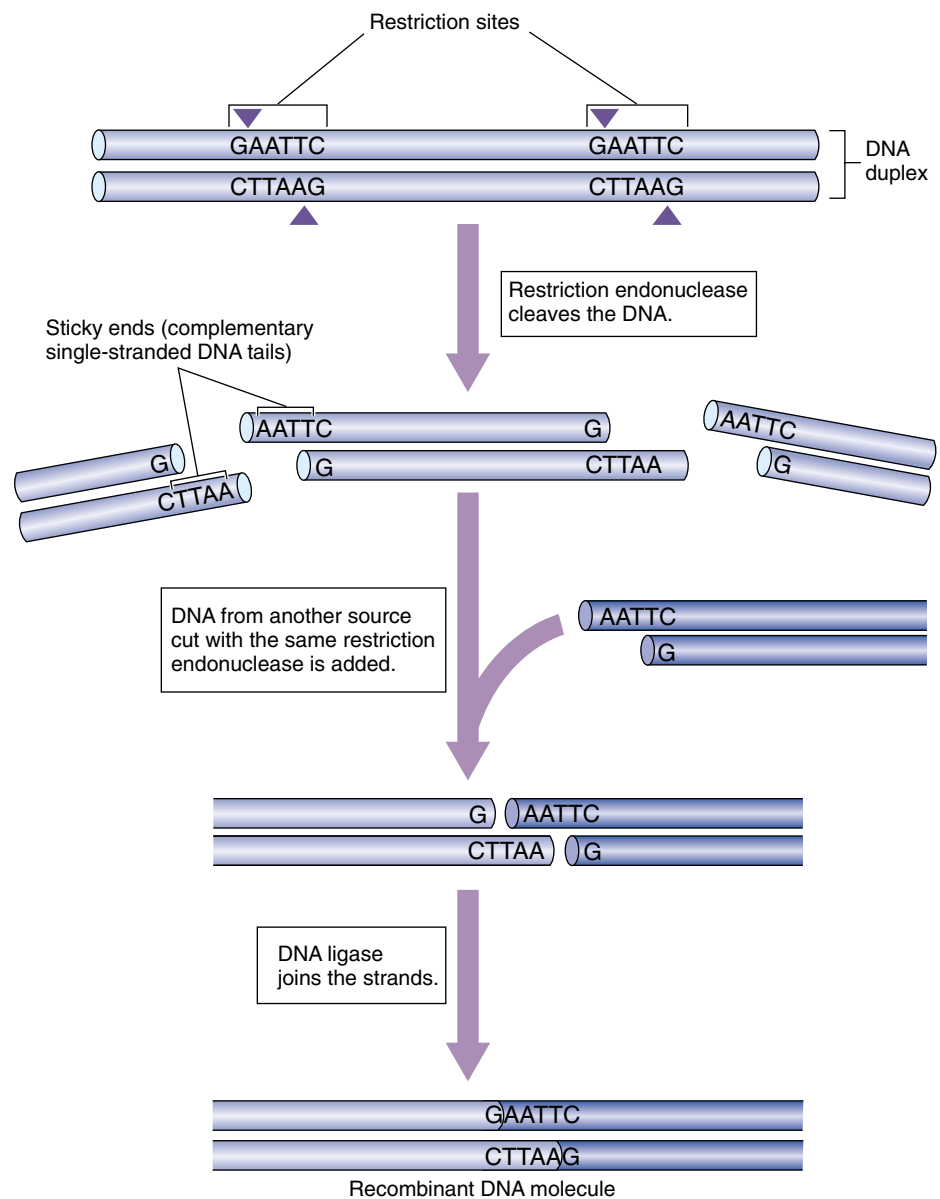 Restriction sites
GAATTC GAATTC
CTTAAG CTTAAG
DNA
duplex
Restriction endonuclease
cleaves the DNA.
Sticky ends (complementary
single-stranded DNA tails)
AATTC G
G CTTAA
G
CTTAA
AATTC
G
DNA from another source
cut with the same restriction
endonuclease is added.
AATTC
G
G AATTC
CTTAA G
DNA ligase
joins the strands.
GAATTC
CTTAAG
Recombinant DNA molecule